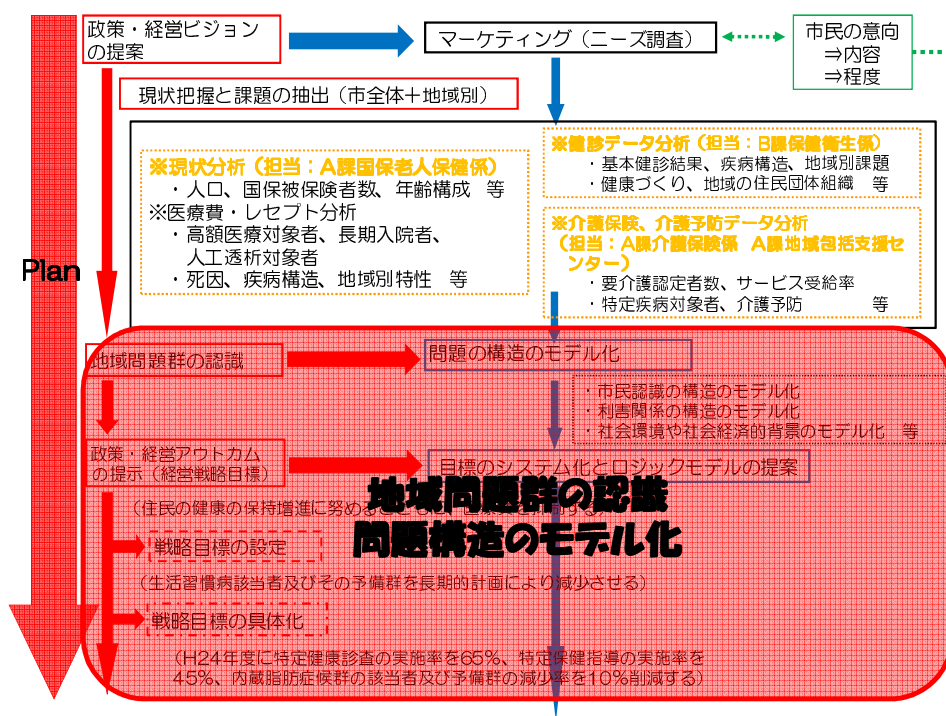 政策・経営ビジョン
の提案
マーケティング（ニーズ調査）
市民の意向
⇒内容
⇒程度
現状把握と課題の抽出（市全体＋地域別）
※現状分析（担当：A課国保老人保健係）
・人口、国保被保険者数、年齢構成　等
※医療費・レセプト分析
・高額医療対象者、長期入院者、
人工透析対象者
・死因、疾病構造、地域別特性　等
※健診データ分析（担当：B課保健衛生係）
・基本健診結果、疾病構造、地域別課題
・健康づくり、地域の住民団体組織　等
※介護保険、介護予防データ分析
（担当：A課介護保険係　A課地域包括支援セ
ンター）
・要介護認定者数、サービス受給率
・特定疾病対象者、介護予防　　　　等
Plan
地域問題群の認識
問題の構造のモデル化
・市民認識の構造のモデル化
・利害関係の構造のモデル化
・社会環境や社会経済的背景のモデル化　等
政策・経営アウトカム
の提示（経営戦略目標）
目標のシステム化とロジックモデルの提案
（住民の健康の保持増進に努める
地域問題群の認識
問題構造のモデル化
戦略目標の設定
（生活習慣病該当者及びその予備群を長期的計画により減少させる）
戦略目標の具体化
（H24年度に特定健康診査の実施率を65%、特定保健指導の実施率を
45%、内蔵脂肪症候群の該当者及び予備群の減少率を10%削減する）